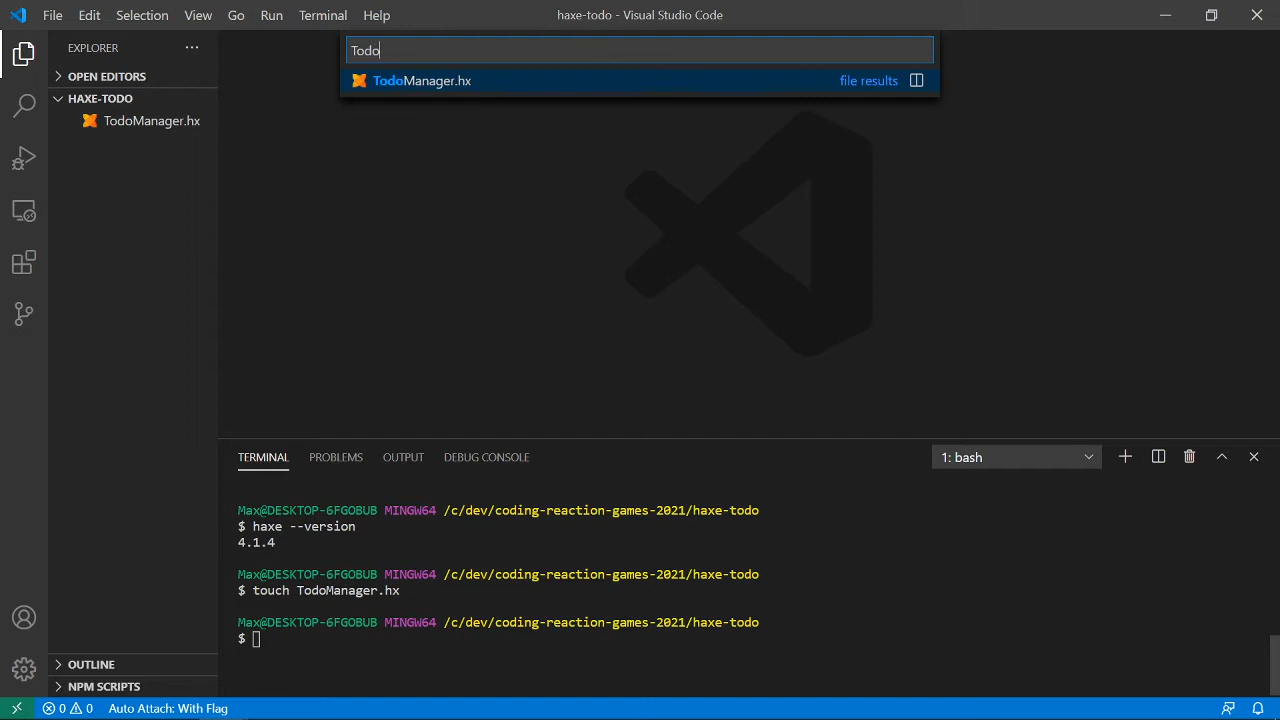 File Edit Selection View Go Run Terminal Help haxe-todo - Visual Studio Code
EXPLORER
OPEN EDITORS
HAXE-TODO
TodoManager.hx
Todo
TodoManager.hx file results
TERMINAL PROBLEMS OUTPUT DEBUG CONSOLE 1: bash
Max@DESKTOP-6FGOBUB MINGW64 /c/dev/coding-reaction-games-2021/haxe-todo
$ haxe --version
4.1.4
Max@DESKTOP-6FGOBUB MINGW64 /c/dev/coding-reaction-games-2021/haxe-todo
$ touch TodoManager.hx
Max@DESKTOP-6FGOBUB MINGW64 /c/dev/coding-reaction-games-2021/haxe-todo
$
OUTLINE
NPM SCRIPTS
0 0 Auto Attach: With Flag